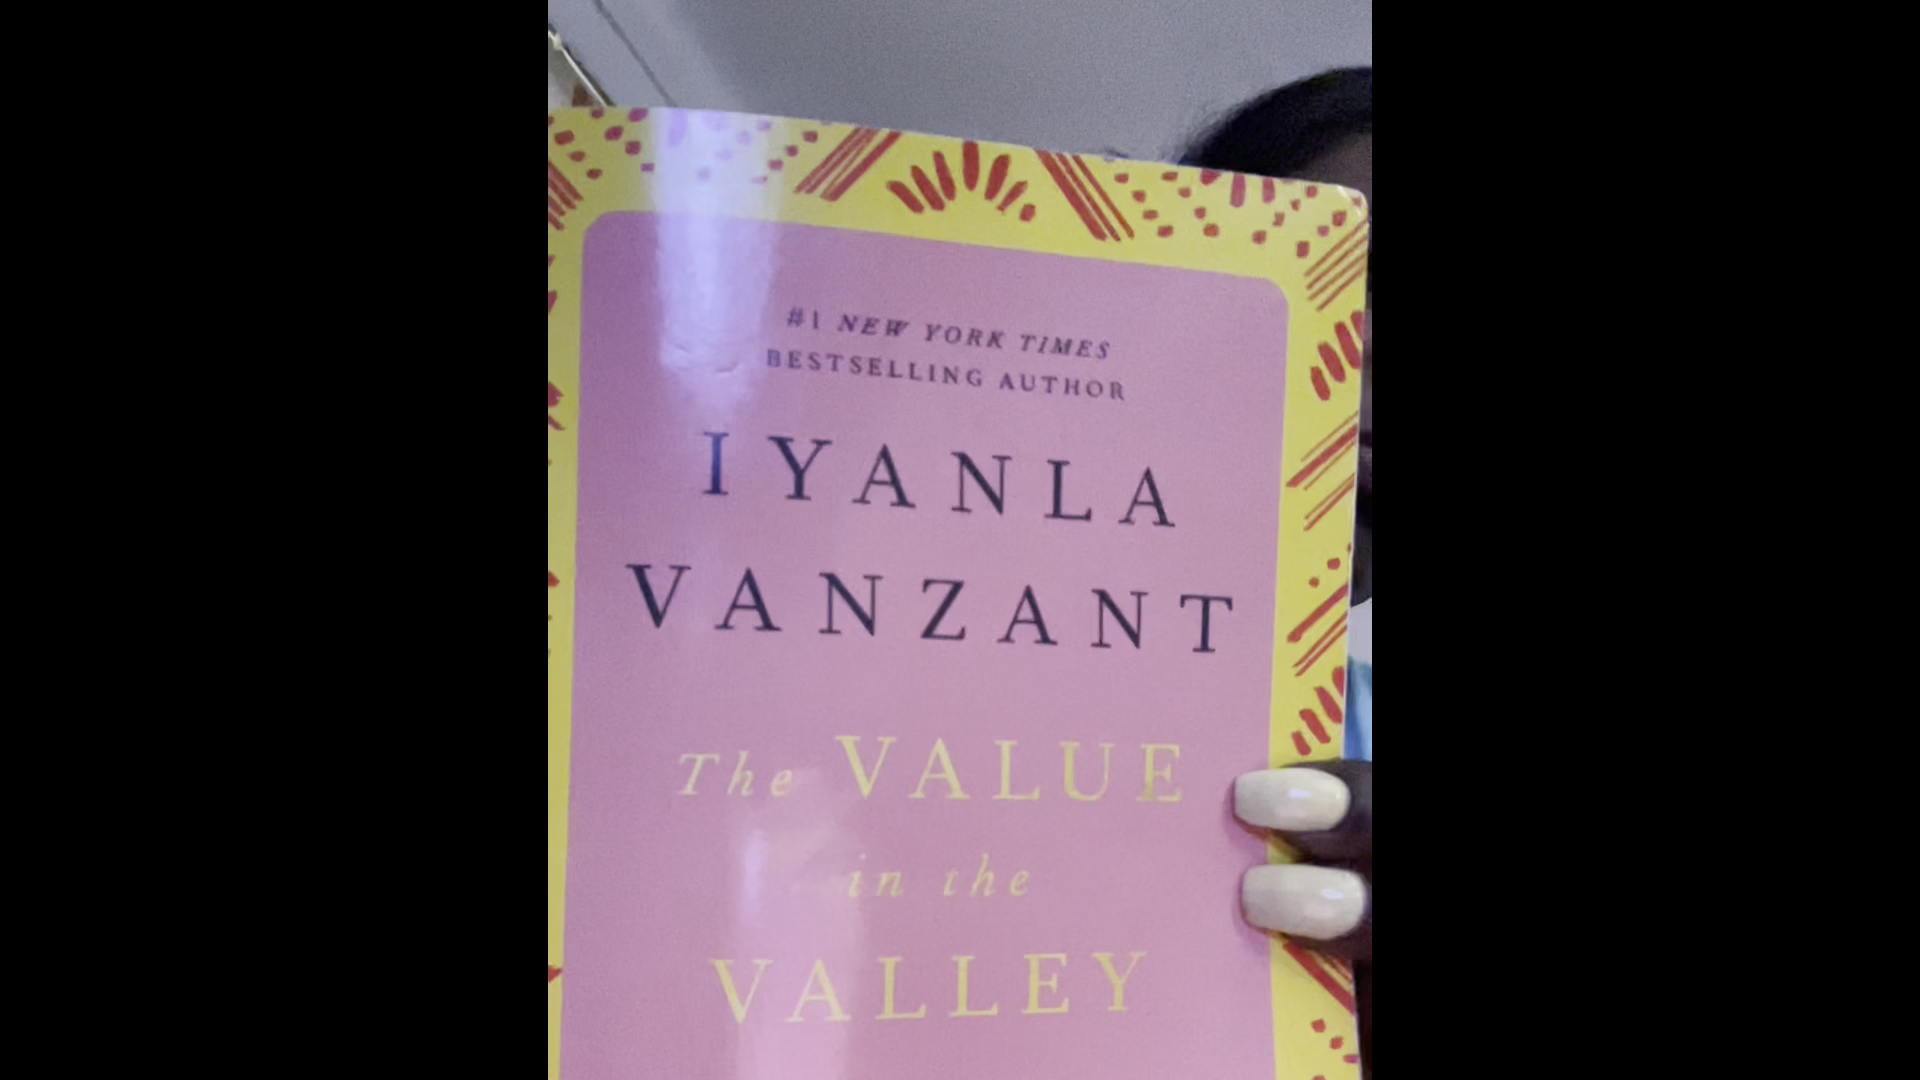 #1 NEW YORK TIMES
BESTSELLING AUTHOR
IYANLA
VANZANT
The VALUE
in the
VALLEY